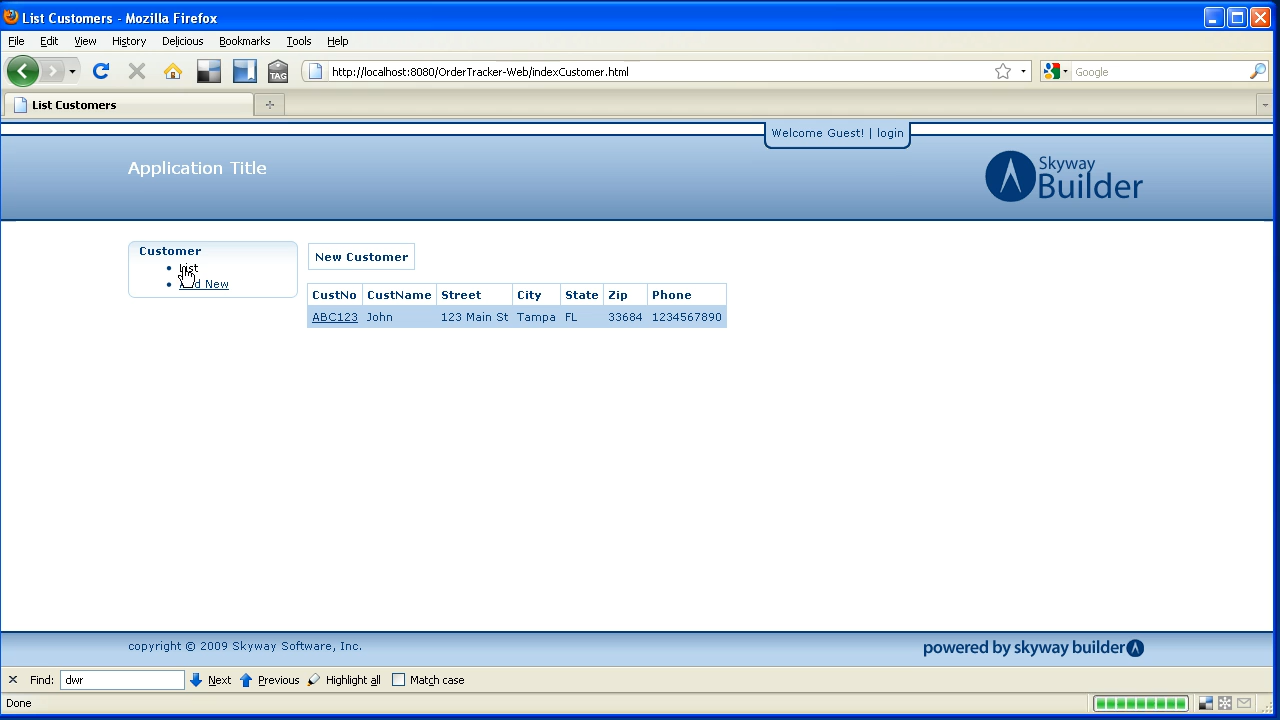 List Customers - Mozilla Firefox
File Edit View History Delicious Bookmarks Tools Help
TAG http://localhost:8080/OrderTracker-Web/indexCustomer.html Google
List Customers
Welcome Guest! | login
Application Title
Skyway
Builder
Customer
New Customer
List
Add New
CustNo CustName Street City State Zip Phone
ABC123 John 123 Main St Tampa FL 33684 1234567890
copyright © 2009 Skyway Software, Inc.
powered by skyway builder
Find: dwr Next Previous Highlight all Match case
Done